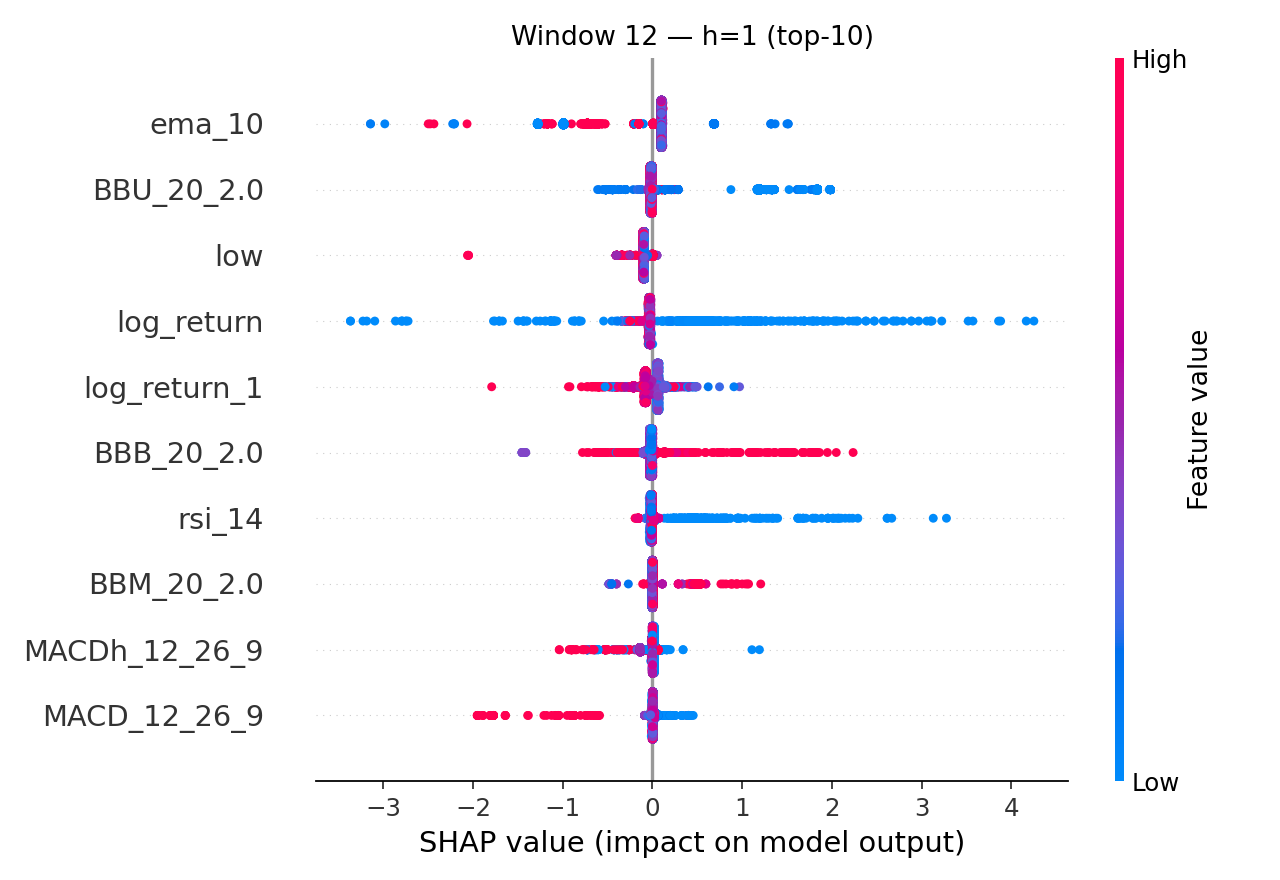 Window 12 — h=1 (top-10)
High
ema_10
BBU_20_2.0
low
log_return
log_return_1
BBB_20_2.0
rsi_14
BBM_20_2.0
MACDh_12_26_9
MACD_12_26_9
Feature value
Low
−3 −2 −1 0 1 2 3 4
SHAP value (impact on model output)